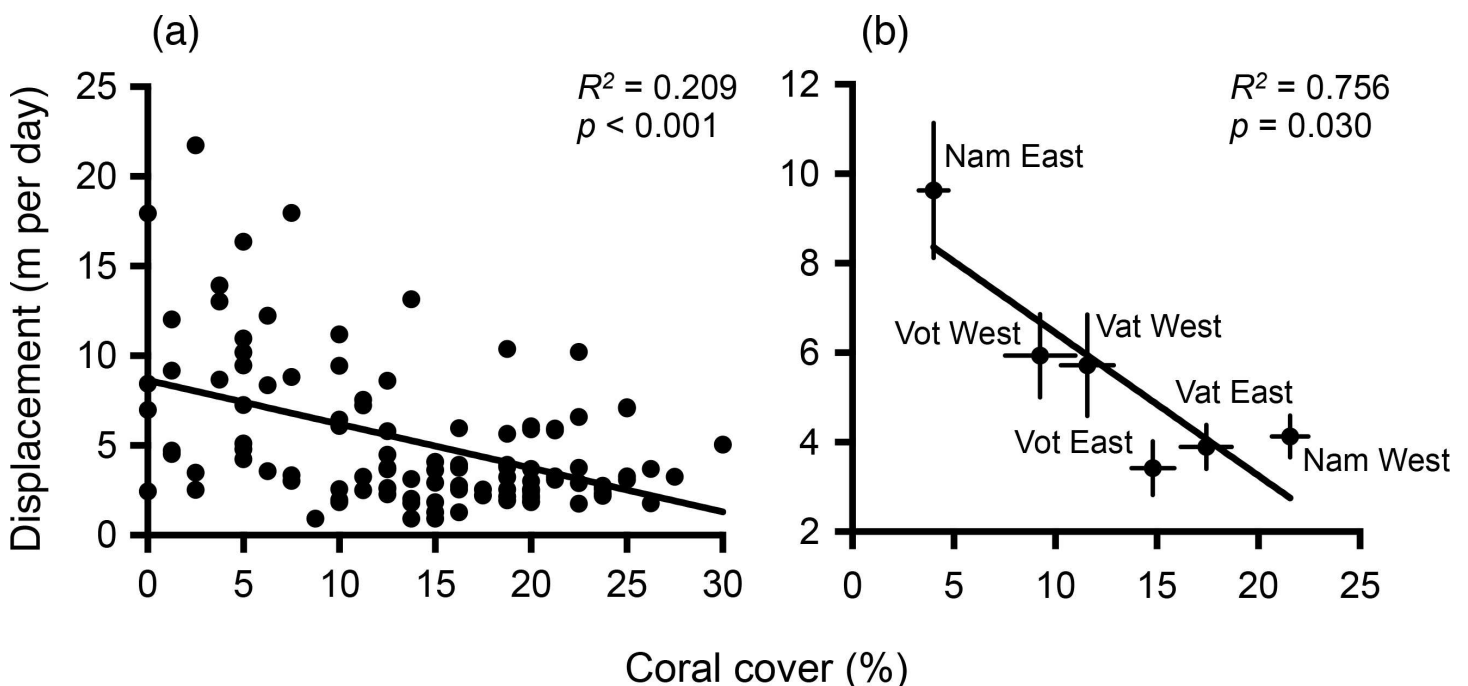 (a)
R² = 0.209
p < 0.001
25
20
15
10
5
0
0 5 10 15 20 25 30
Displacement (m per day)
(b)
R² = 0.756
p = 0.030
12
10
8
6
4
2
0 5 10 15 20 25
Nam East
Vot West
Vat West
Vat East
Vot East
Nam West
Coral cover (%)